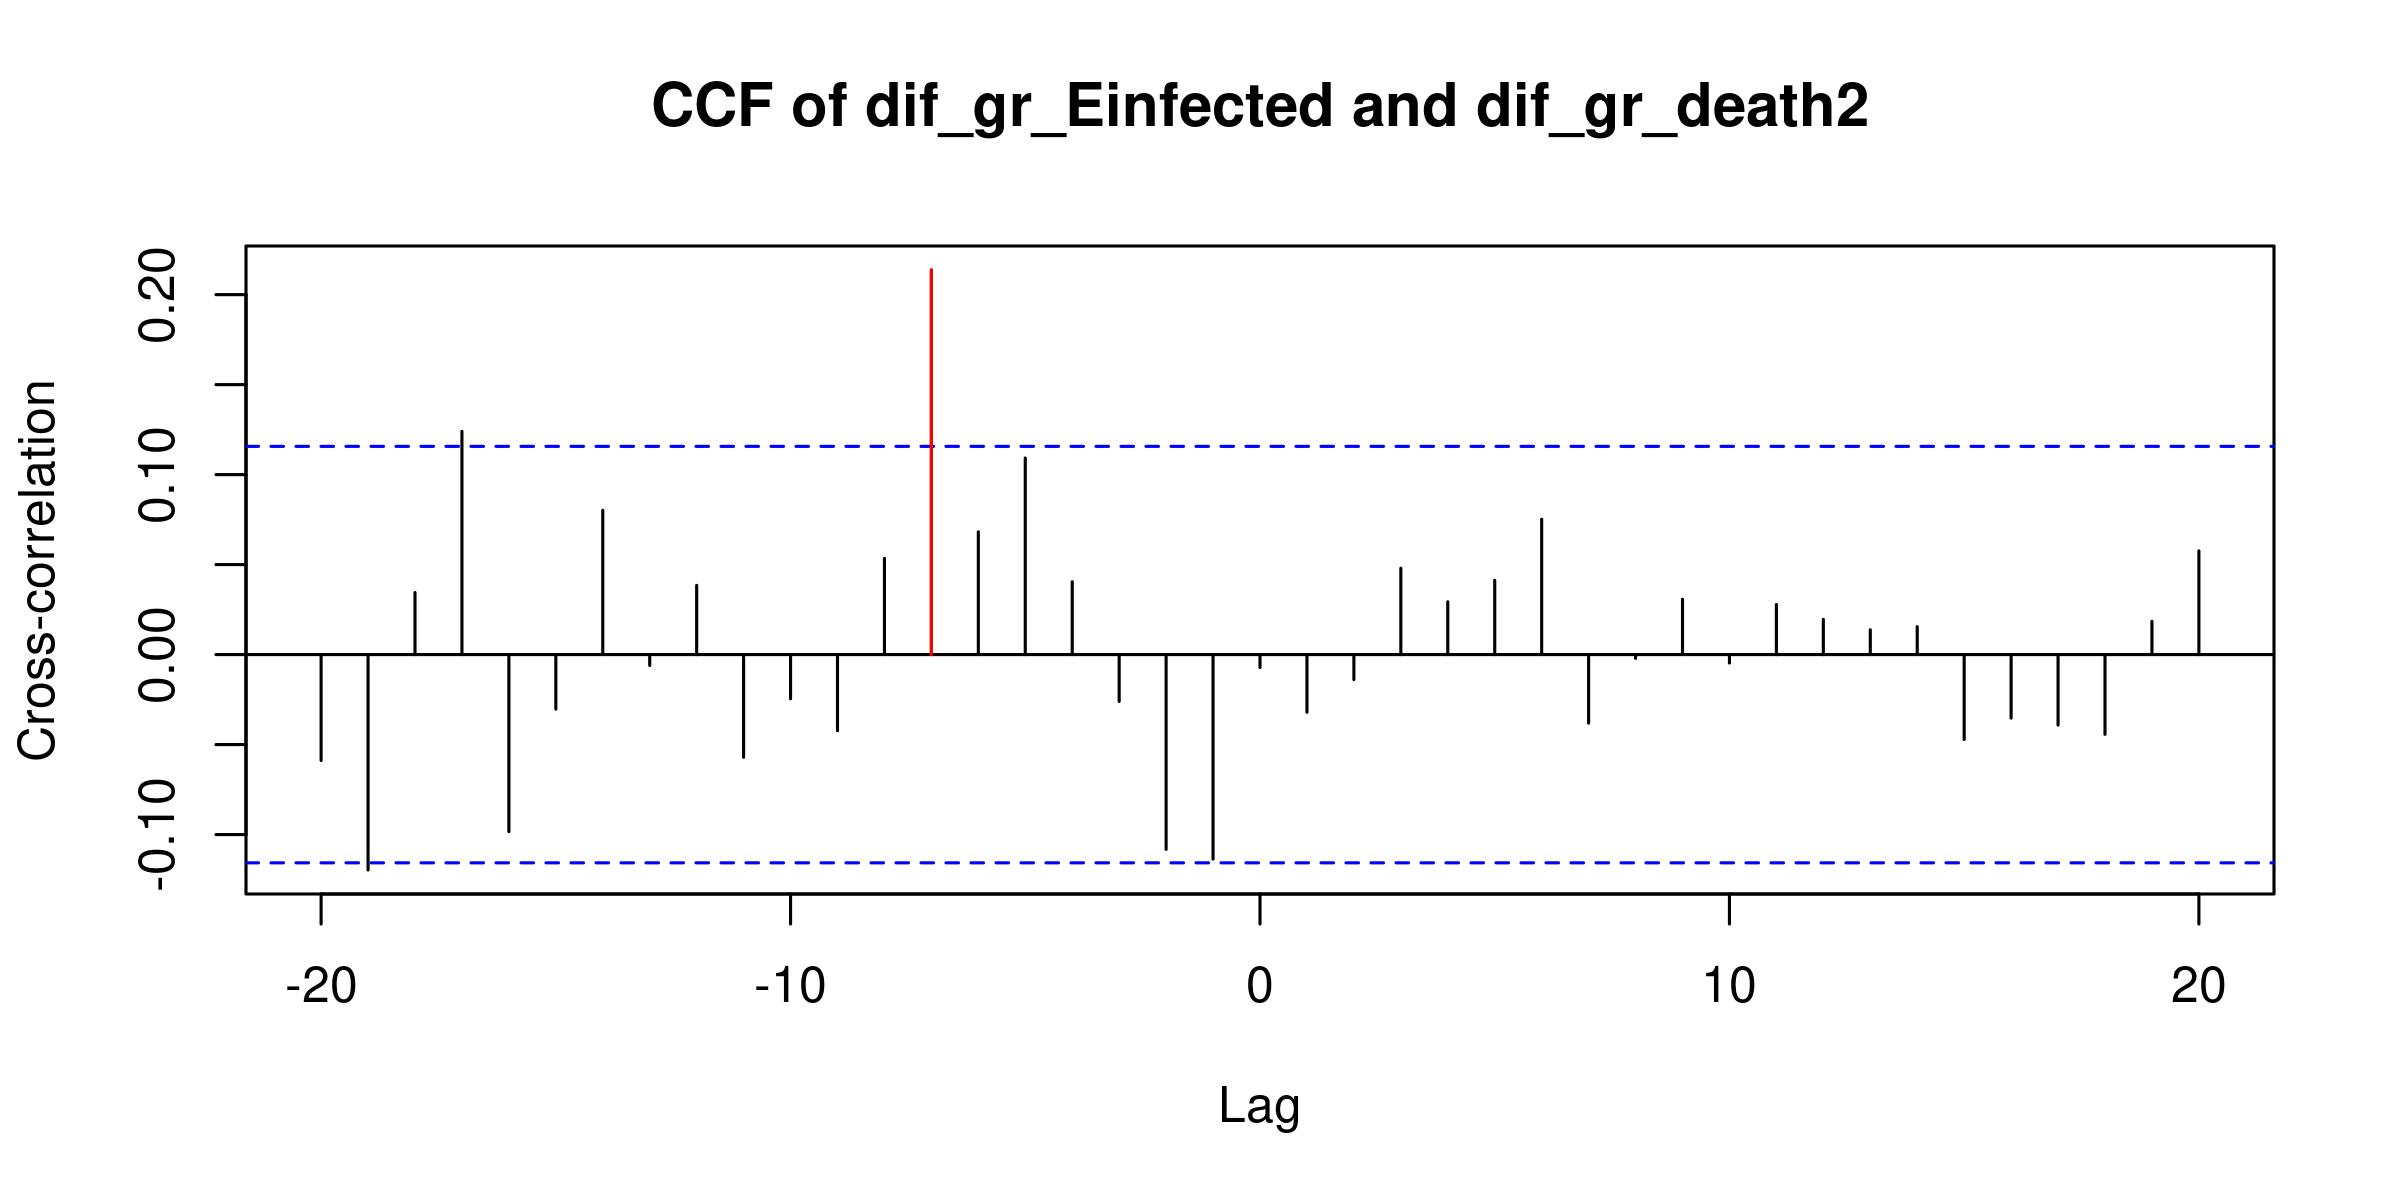 CCF of dif_gr_Einfected and dif_gr_death2
Cross-correlation
0.20
0.10
0.00
-0.10
-20 -10 0 10 20
Lag